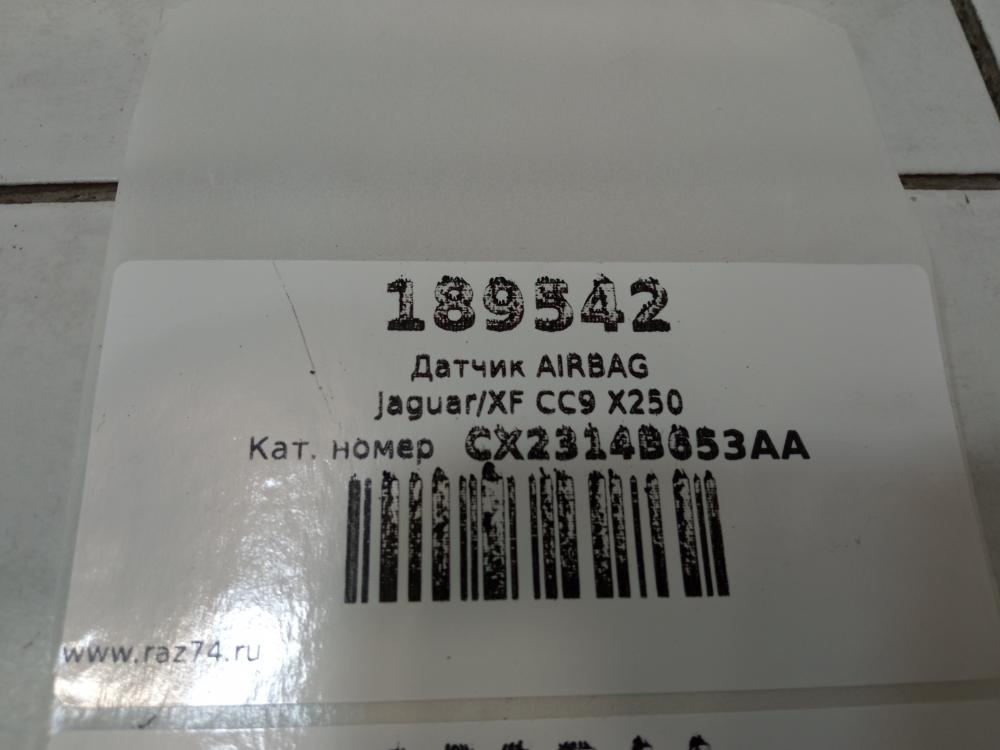 189542
Датчик AIRBAG
Jaguar/XF CC9 X250
Кат. номер CX2314B653AA
www.raz74.ru